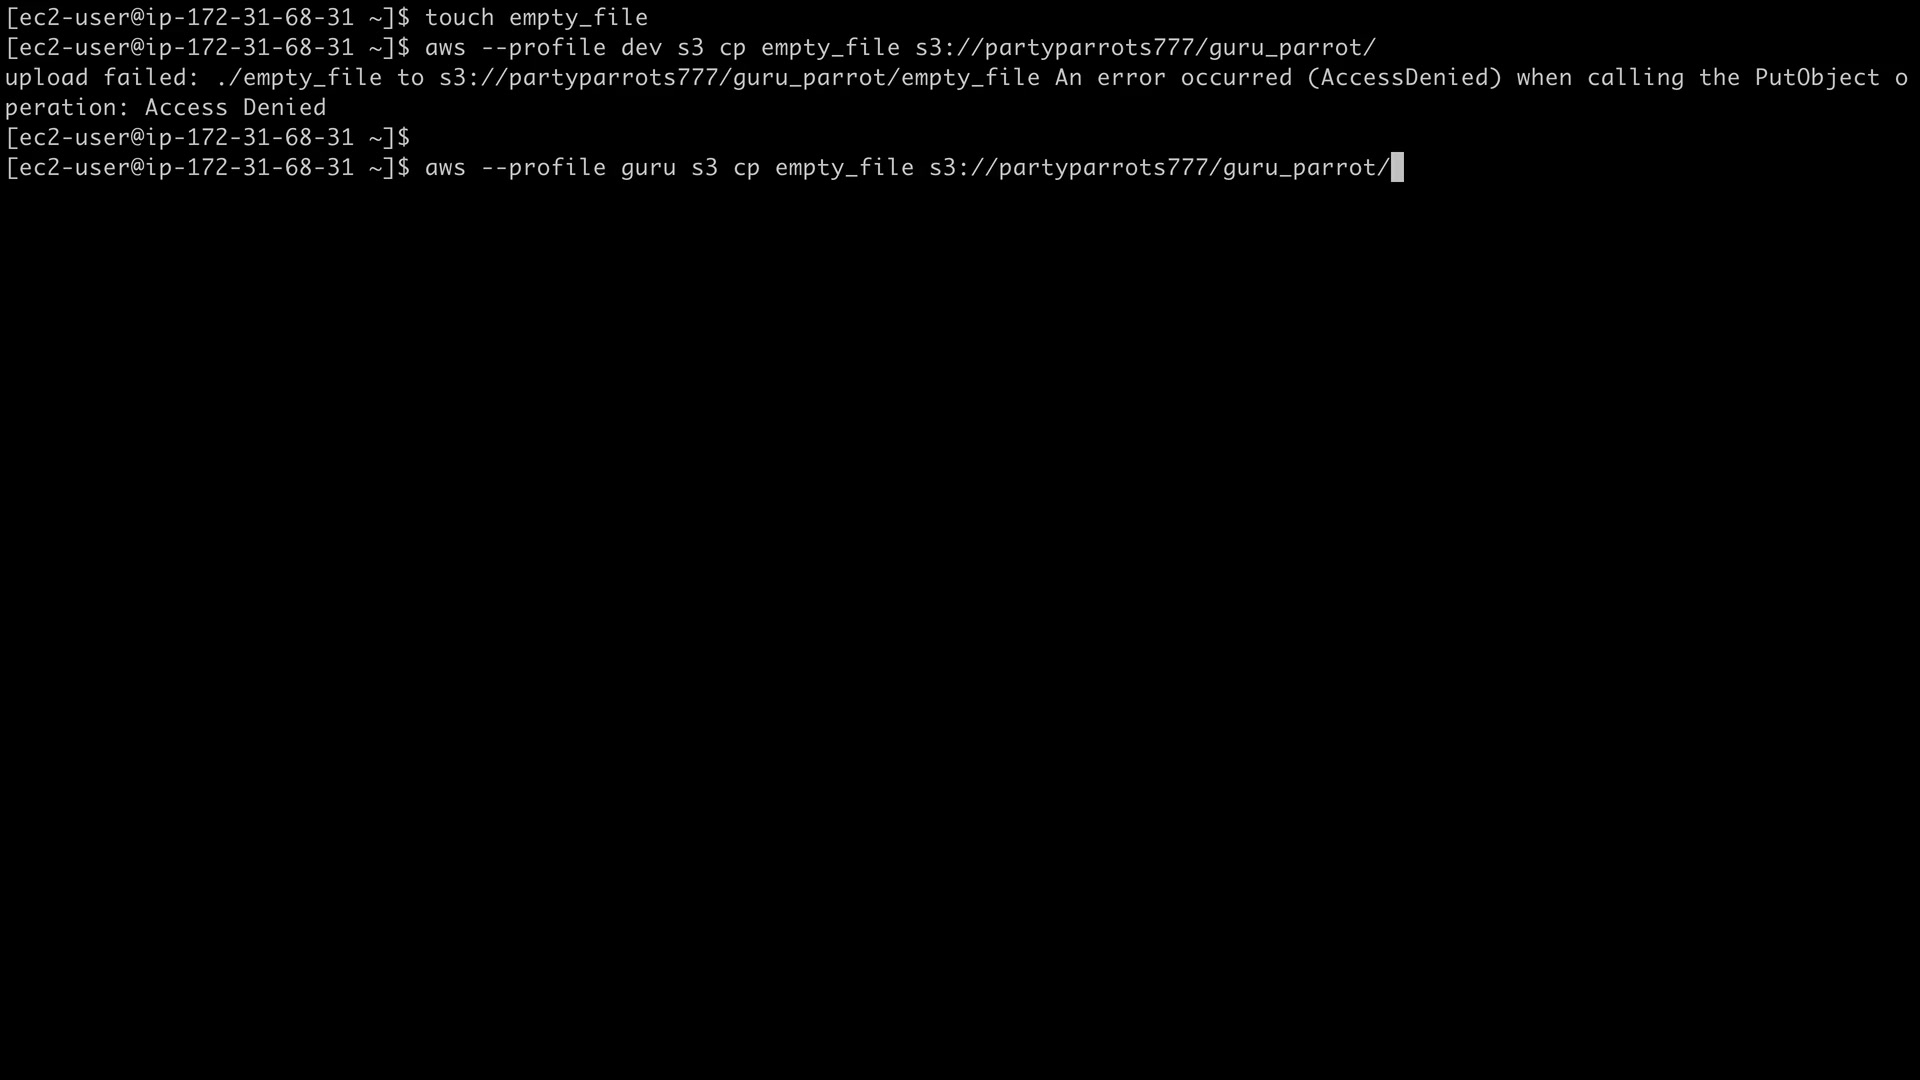 [ec2-user@ip-172-31-68-31 ~]$ touch empty_file
[ec2-user@ip-172-31-68-31 ~]$ aws --profile dev s3 cp empty_file s3://partyparrots777/guru_parrot/
upload failed: ./empty_file to s3://partyparrots777/guru_parrot/empty_file An error occurred (AccessDenied) when calling the PutObject o
peration: Access Denied
[ec2-user@ip-172-31-68-31 ~]$
[ec2-user@ip-172-31-68-31 ~]$ aws --profile guru s3 cp empty_file s3://partyparrots777/guru_parrot/